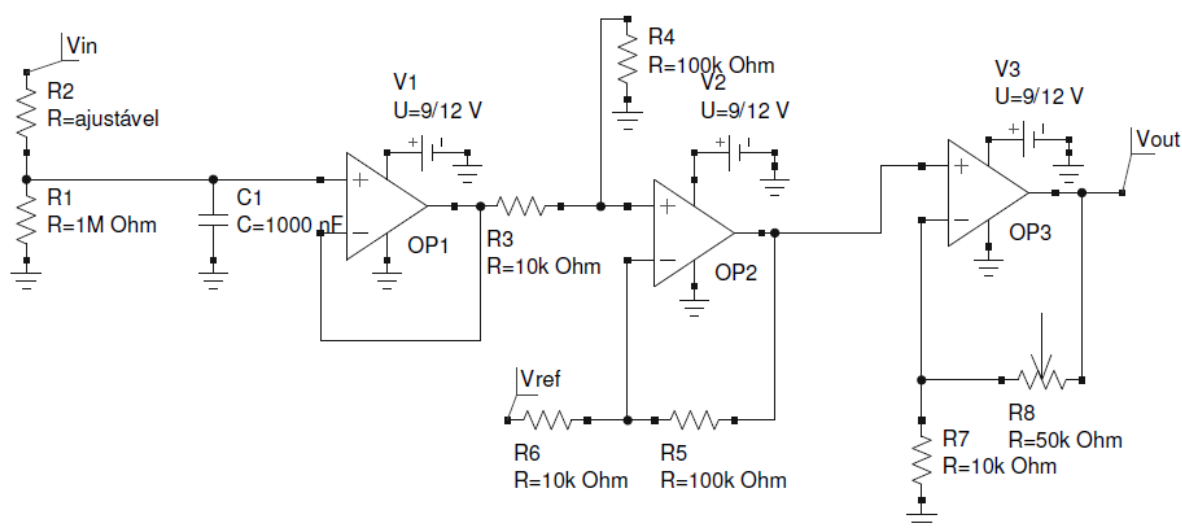 Vin
R2
R=ajustável
R1
R=1M Ohm
C1
C=1000 nF
V1
U=9/12 V
OP1
R3
R=10k Ohm
R4
R=100k Ohm
V2
U=9/12 V
OP2
Vref
R6
R=10k Ohm
R5
R=100k Ohm
V3
U=9/12 V
OP3
Vout
R8
R=50k Ohm
R7
R=10k Ohm